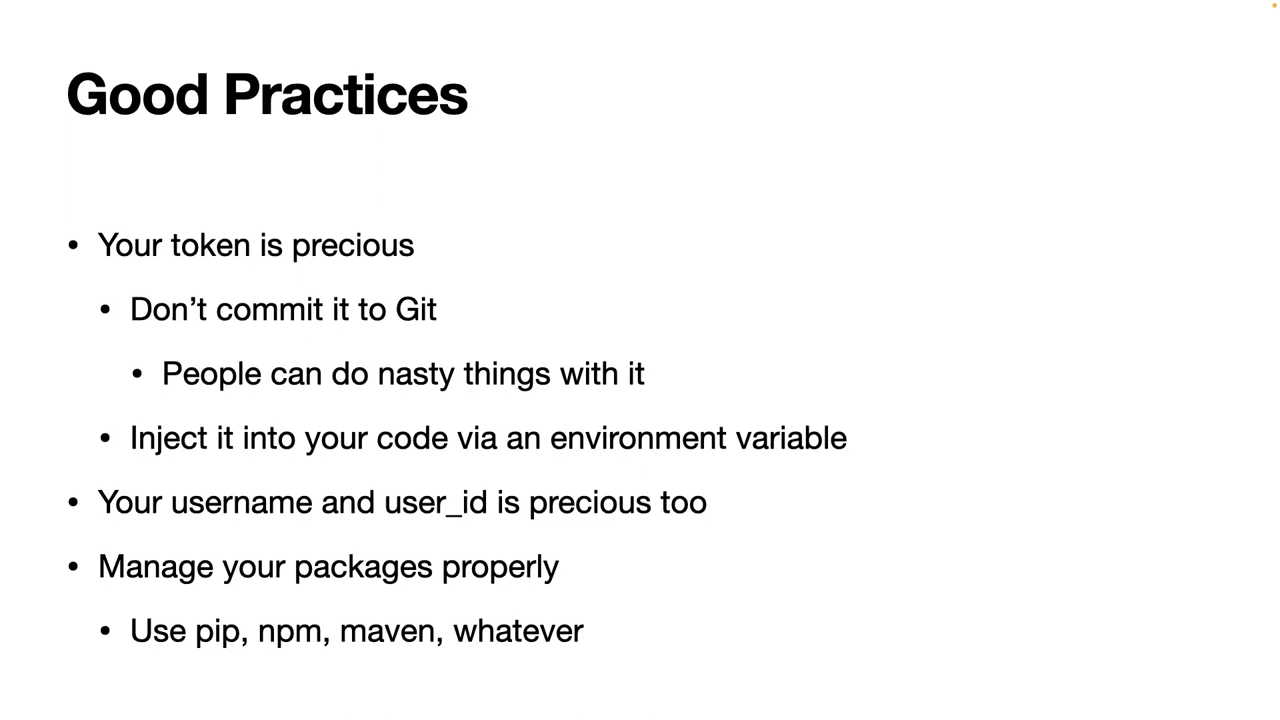 Good Practices
• Your token is precious
• Don’t commit it to Git
• People can do nasty things with it
• Inject it into your code via an environment variable
• Your username and user_id is precious too
• Manage your packages properly
• Use pip, npm, maven, whatever